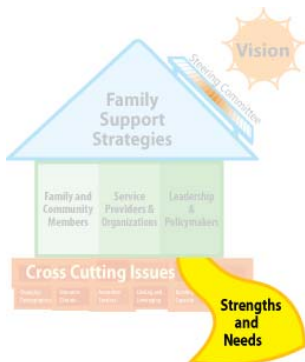 Vision
Steering Committee
Family
Support
Strategies
Family and
Community
Members
Service
Providers &
Organizations
Leadership
&
Policymakers
Cross Cutting Issues
Strengths
and
Needs